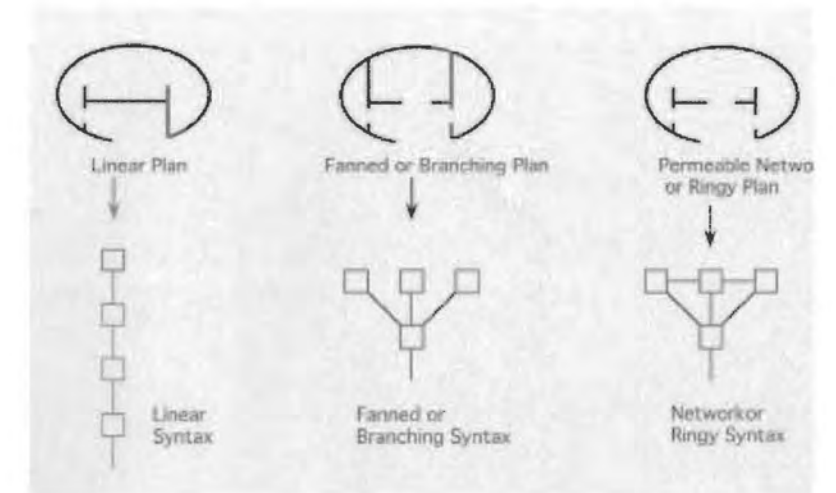 Linear Plan
Fanned or Branching Plan
Permeable Netwo
or Ringy Plan
Linear
Syntax
Fanned or
Branching Syntax
Networkor
Ringy Syntax